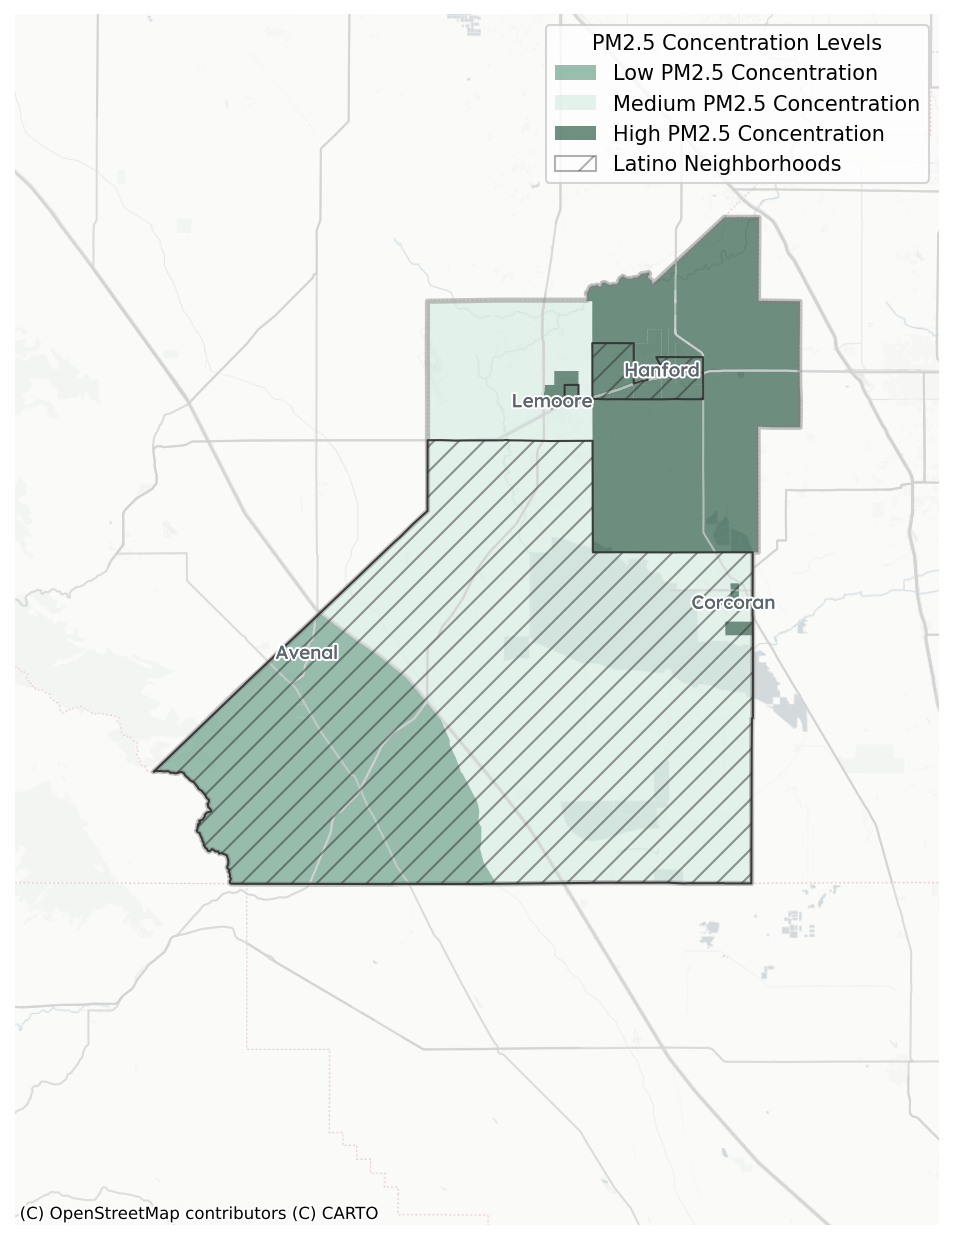 PM2.5 Concentration Levels
Low PM2.5 Concentration
Medium PM2.5 Concentration
High PM2.5 Concentration
Latino Neighborhoods
Hanford
Lemoore
Corcoran
Avenal
(C) OpenStreetMap contributors (C) CARTO